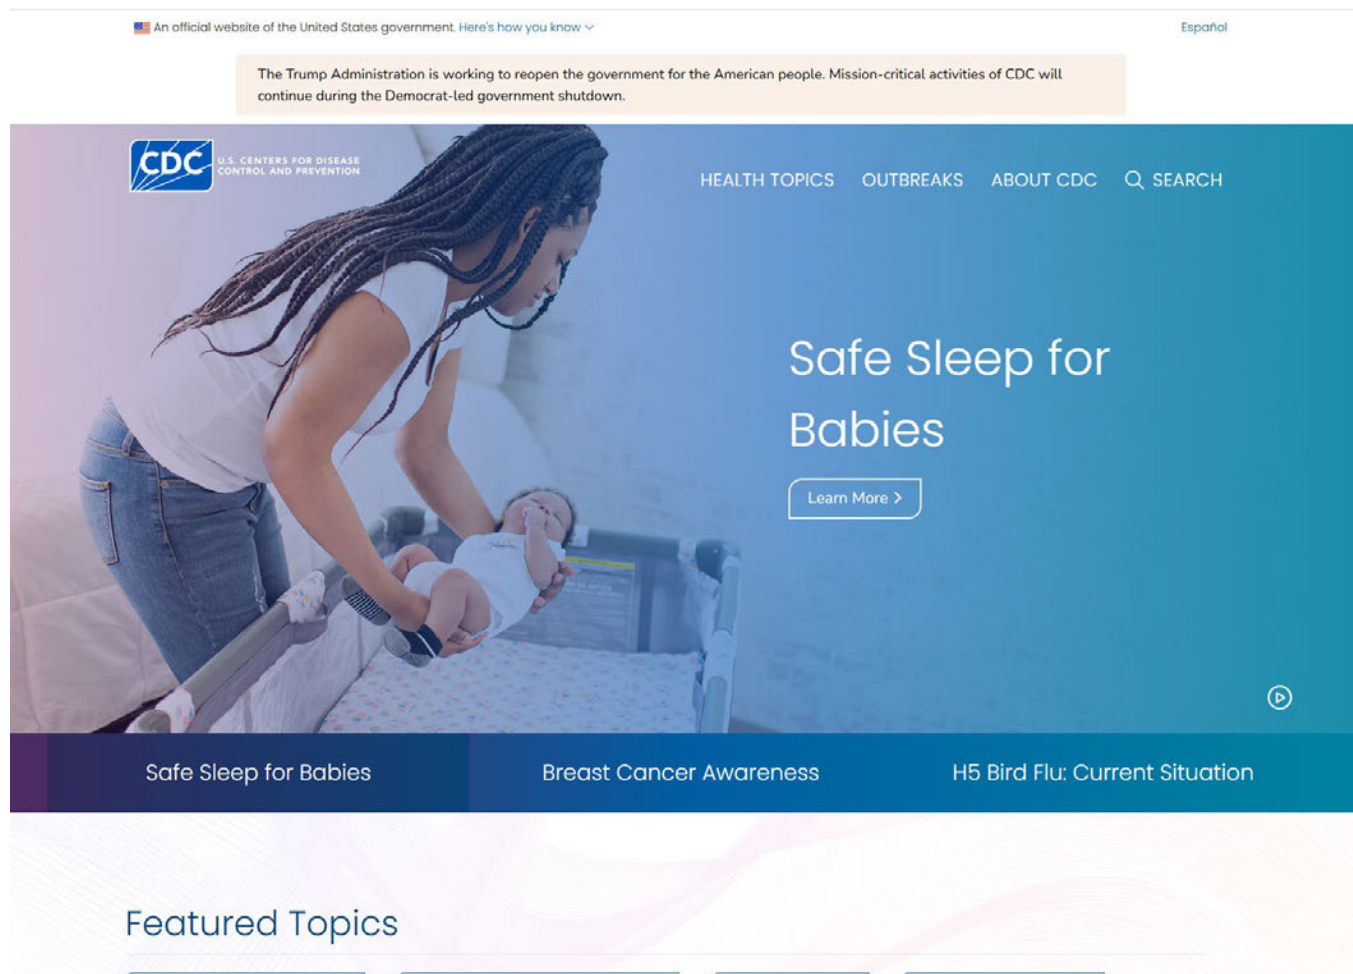 An official website of the United States government. Here's how you know
Español
The Trump Administration is working to reopen the government for the American people. Mission-critical activities of CDC will
continue during the Democrat-led government shutdown.
CDC
U.S. CENTERS FOR DISEASE
CONTROL AND PREVENTION
HEALTH TOPICS OUTBREAKS ABOUT CDC SEARCH
Safe Sleep for
Babies
Learn More >
Safe Sleep for Babies Breast Cancer Awareness H5 Bird Flu: Current Situation
Featured Topics